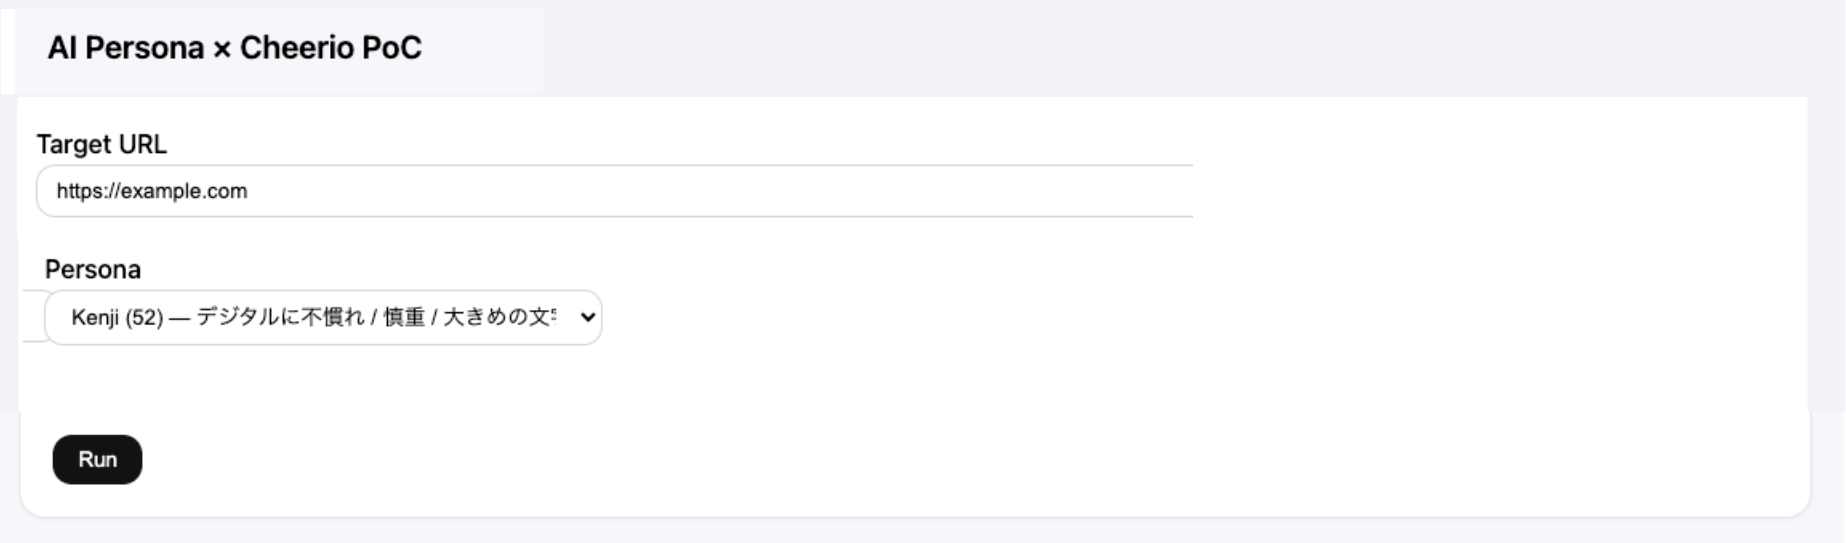 AI Persona × Cheerio PoC
Target URL
https://example.com
Persona
Kenji (52) — デジタルに不慣れ / 慎重 / 大きめの文
Run